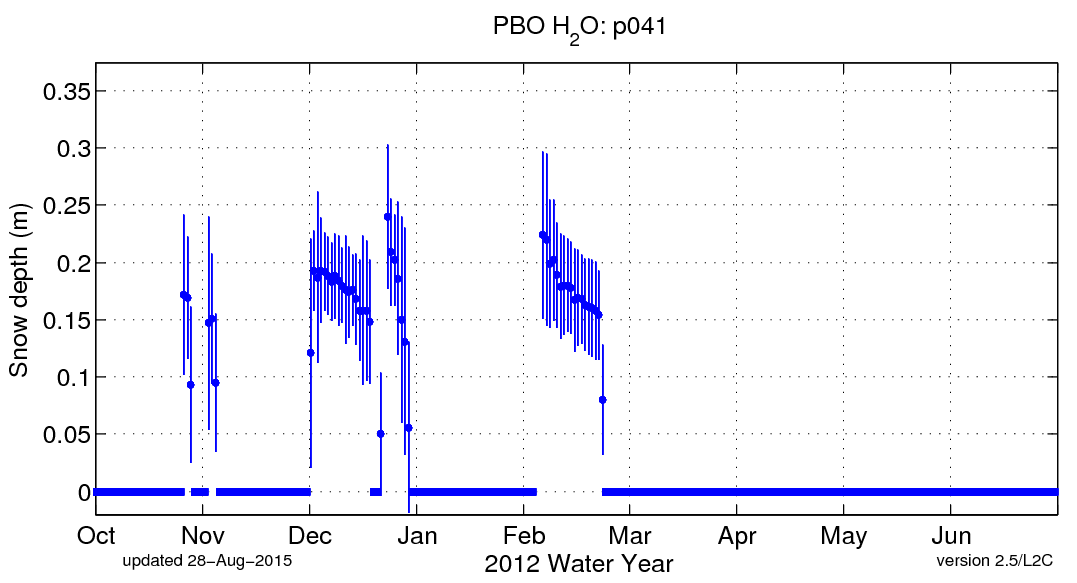 PBO H2O: p041
Snow depth (m)
0.35
0.3
0.25
0.2
0.15
0.1
0.05
0
Oct Nov Dec Jan Feb Mar Apr May Jun
updated 28−Aug−2015
2012 Water Year
version 2.5/L2C